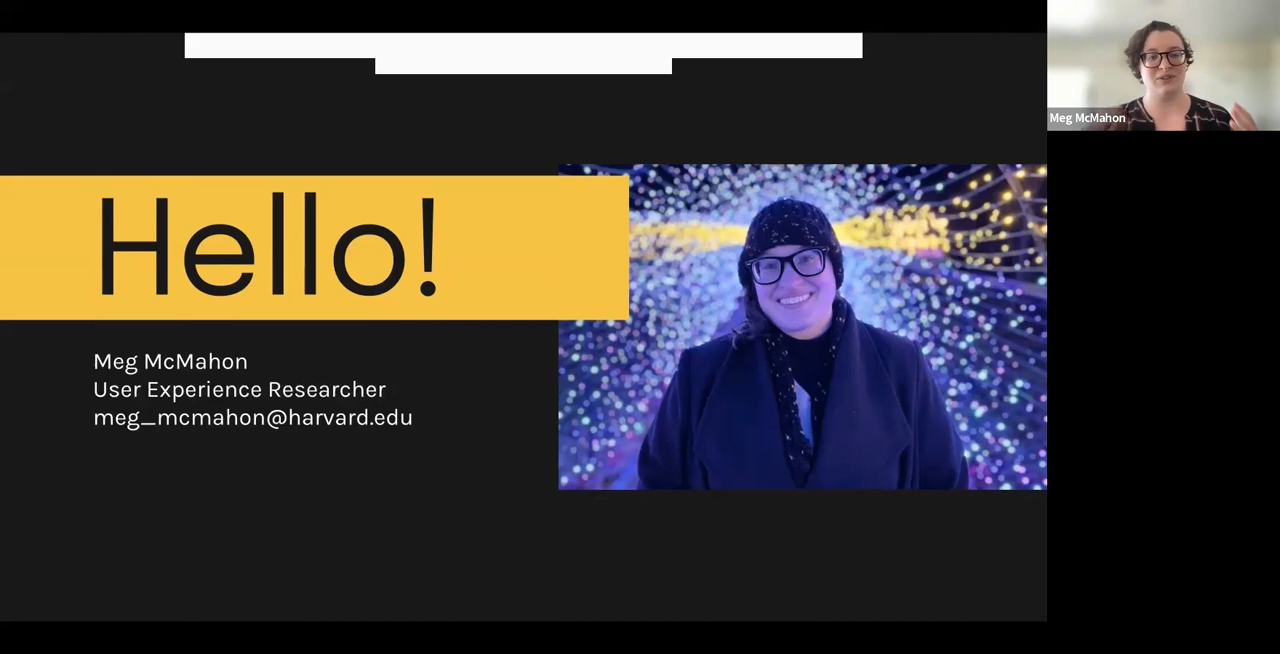 Hello!
Meg McMahon
User Experience Researcher
meg_mcmahon@harvard.edu
Meg McMahon